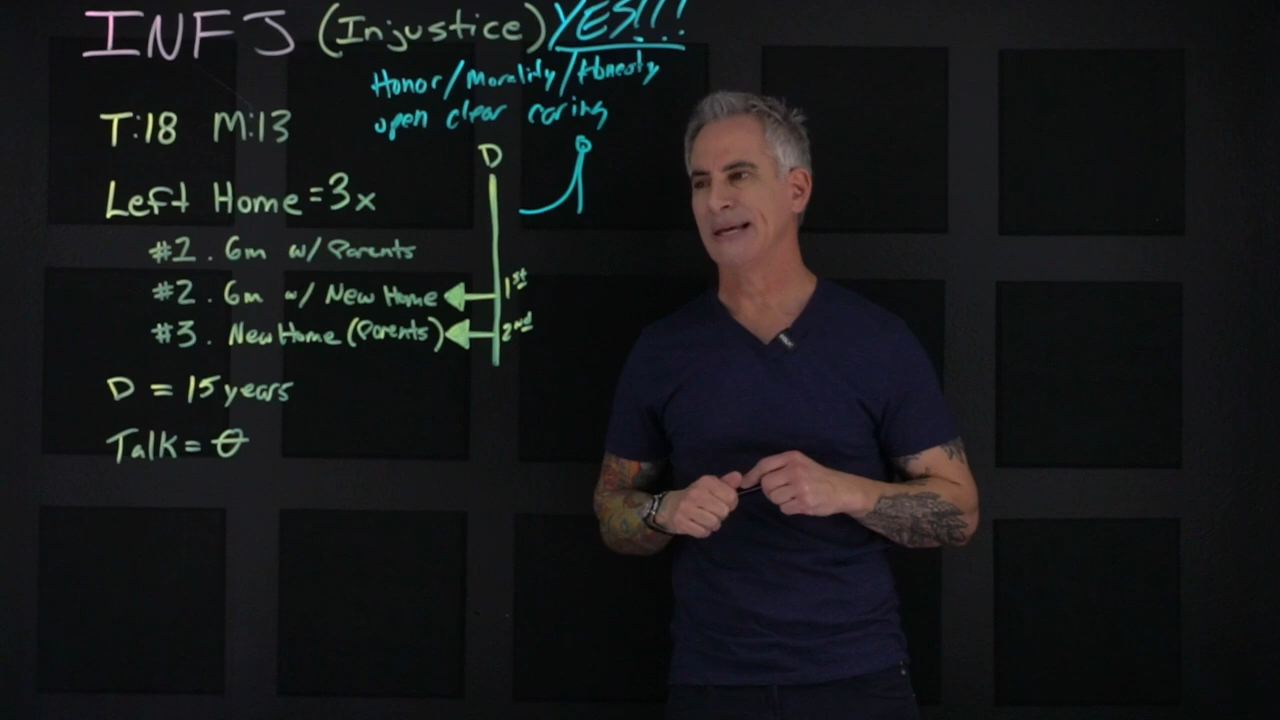 INFJ (Injustice) YES!!!
Honor/Morality/Honesty
open clear caring
T:18 M:13
D
Left Home = 3x
#1. 6m w/ Parents
#2. 6m w/ New Home
1st
#3. New Home (Parents)
2nd
D = 15 years
Talk = 0